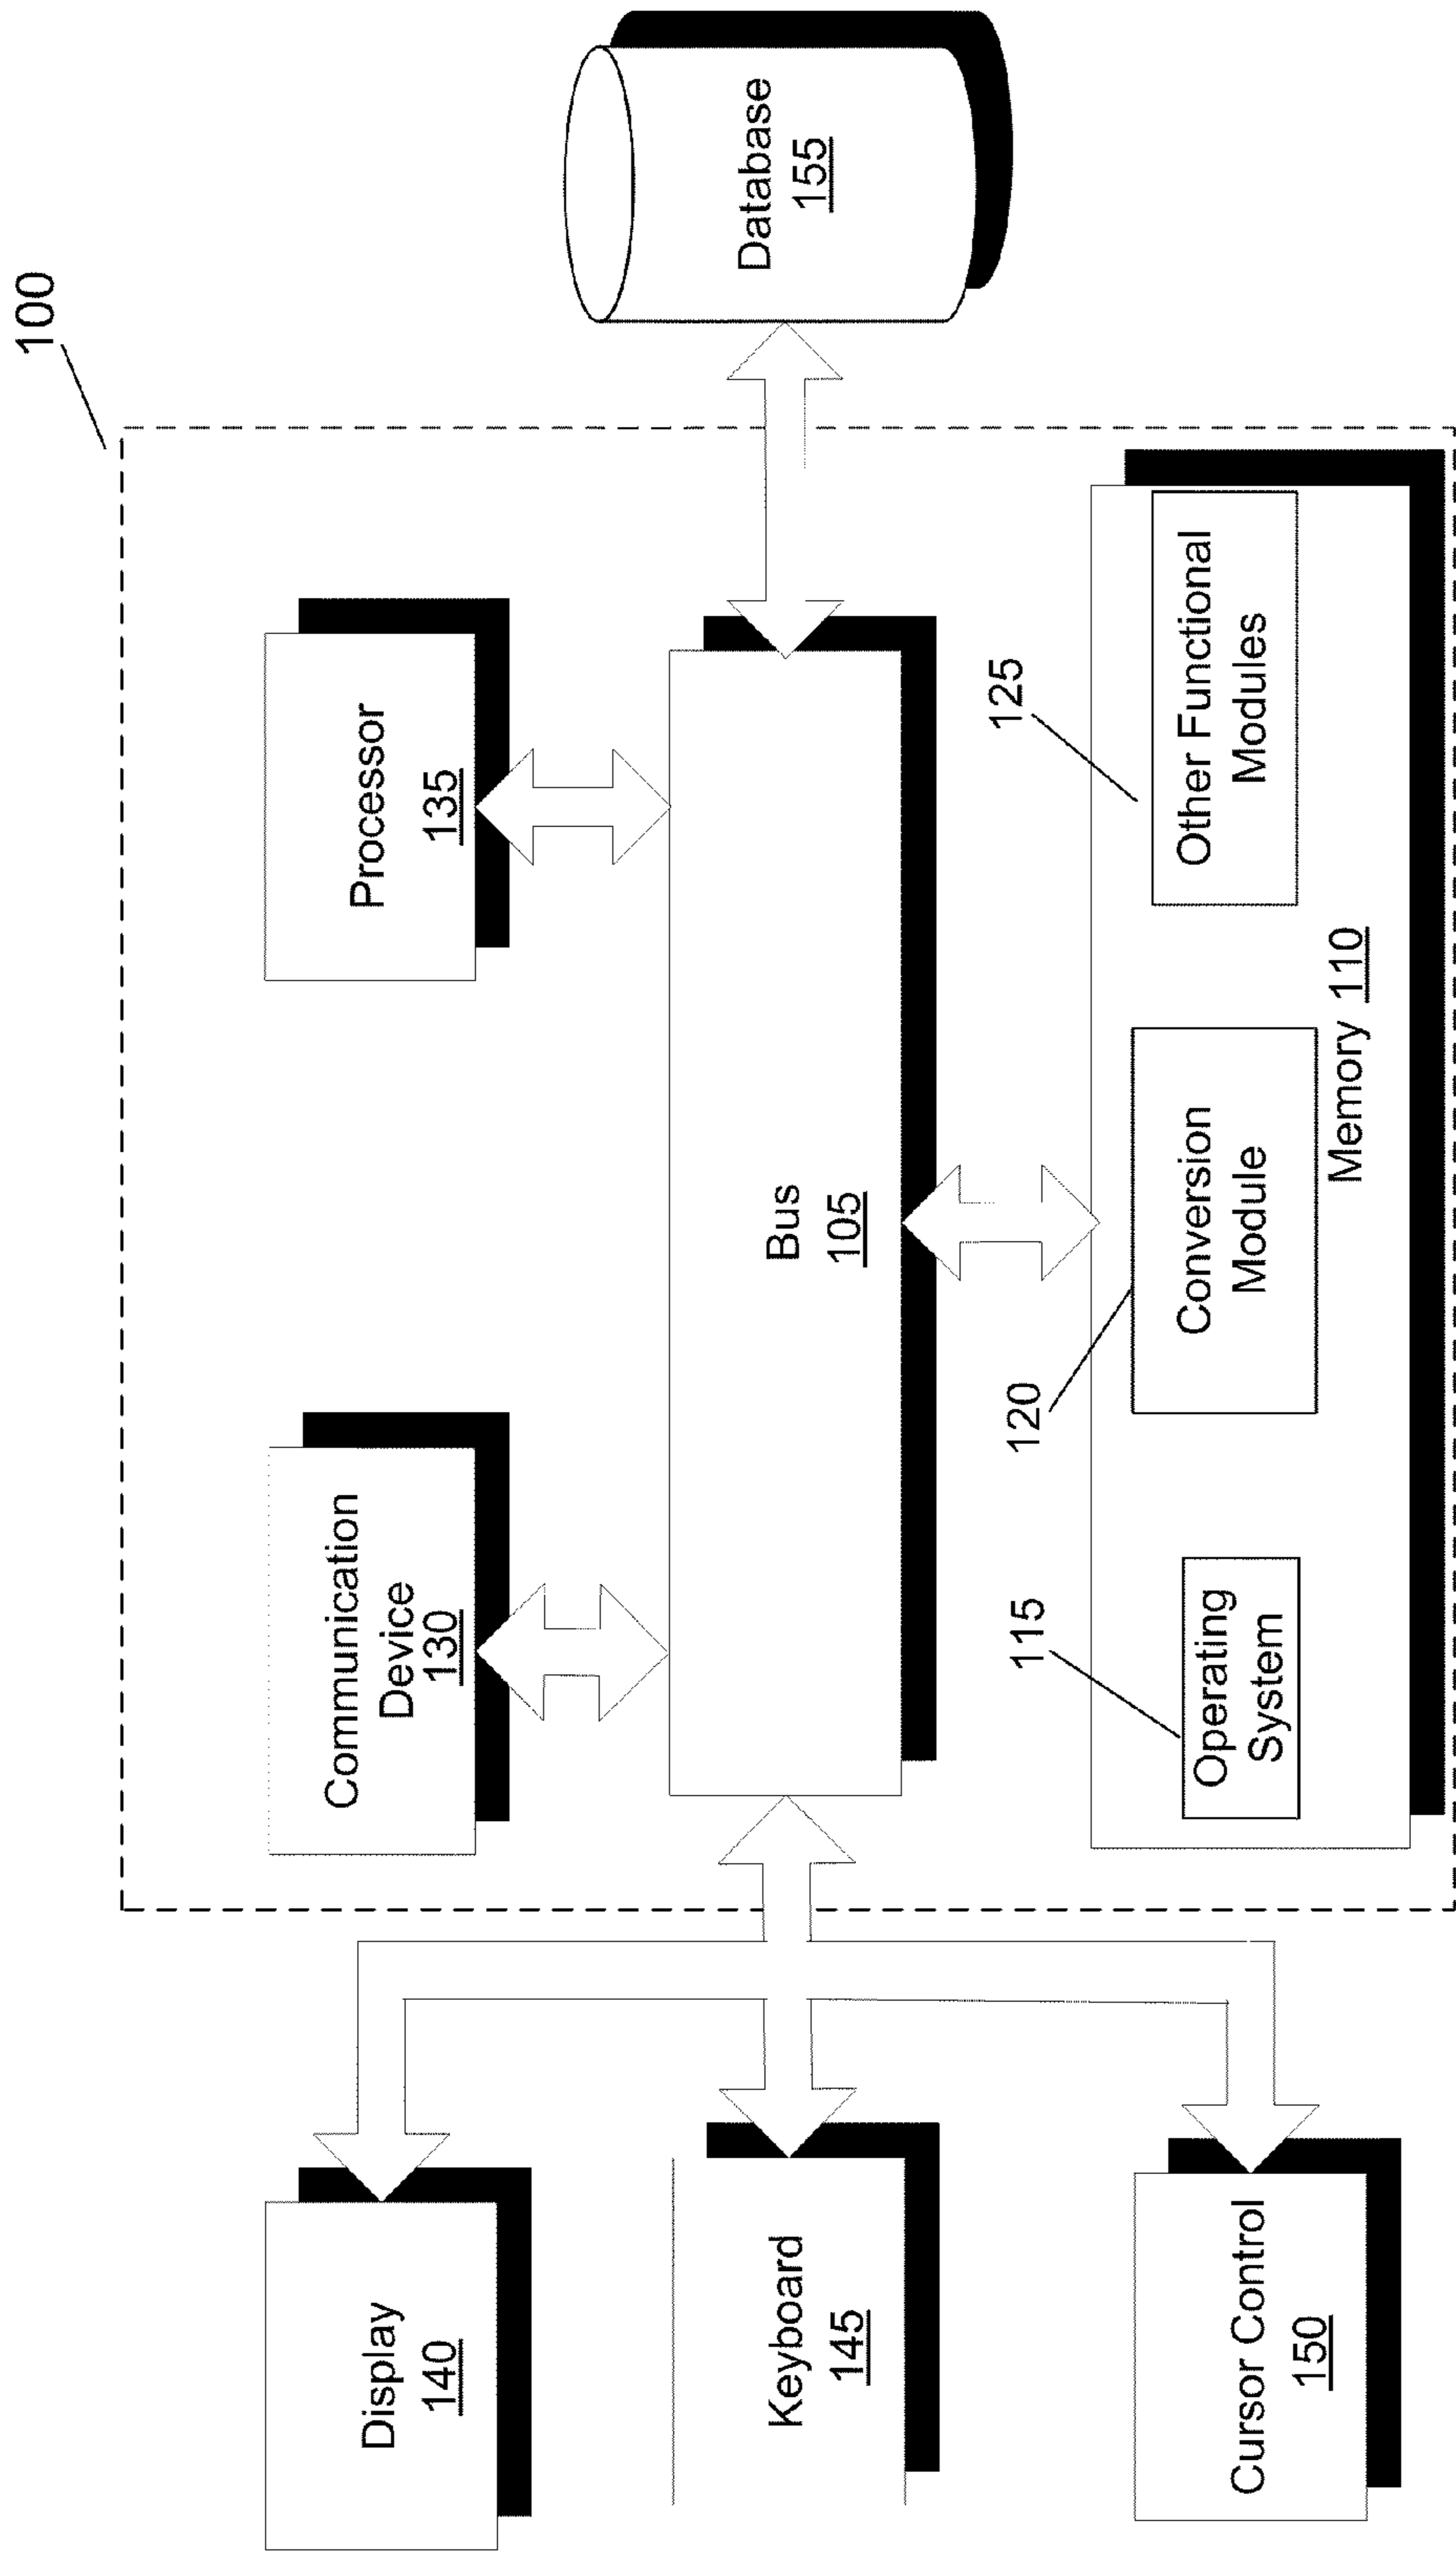 100
Communication
Device
130
Processor
135
Display
140
Keyboard
145
Bus
105
Database
155
Cursor Control
150
115
120
125
Operating
System
Conversion
Module
Other Functional
Modules
Memory 110